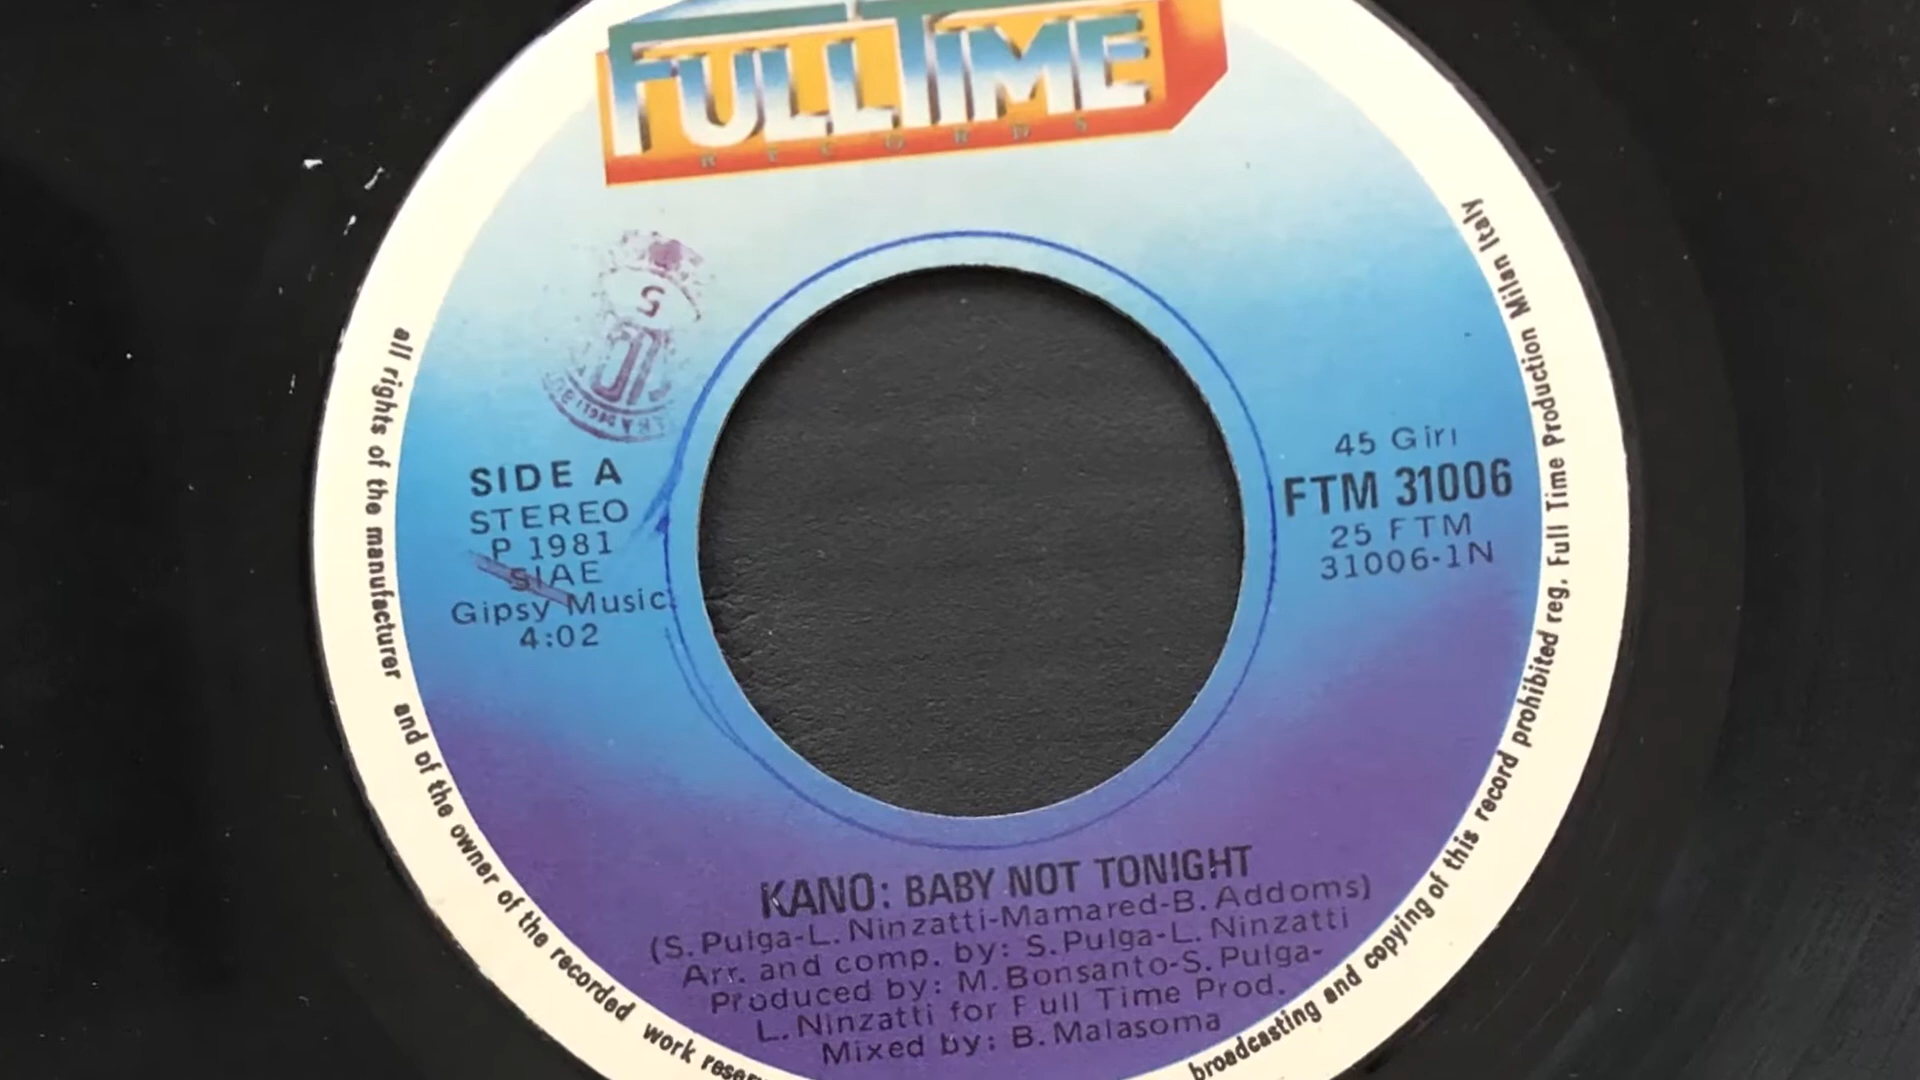 FULLTIME
RECORDS
SIDE A
STEREO
P 1981
SIAE
Gipsy Music
4:02
45 Giri
FTM 31006
25 FTM
31006-1N
KANO: BABY NOT TONIGHT
(S. Pulga-L. Ninzatti-Mamared-B. Addoms)
Arr. and comp. by: S. Pulga-L. Ninzatti
Produced by: M. Bonsanto-S. Pulga-
L. Ninzatti for Full Time Prod.
Mixed by: B. Malasoma
all rights of the manufacturer and of the owner of the recorded work reser
broadcasting and copying of this record prohibited reg. Full Time Production Milan Italy